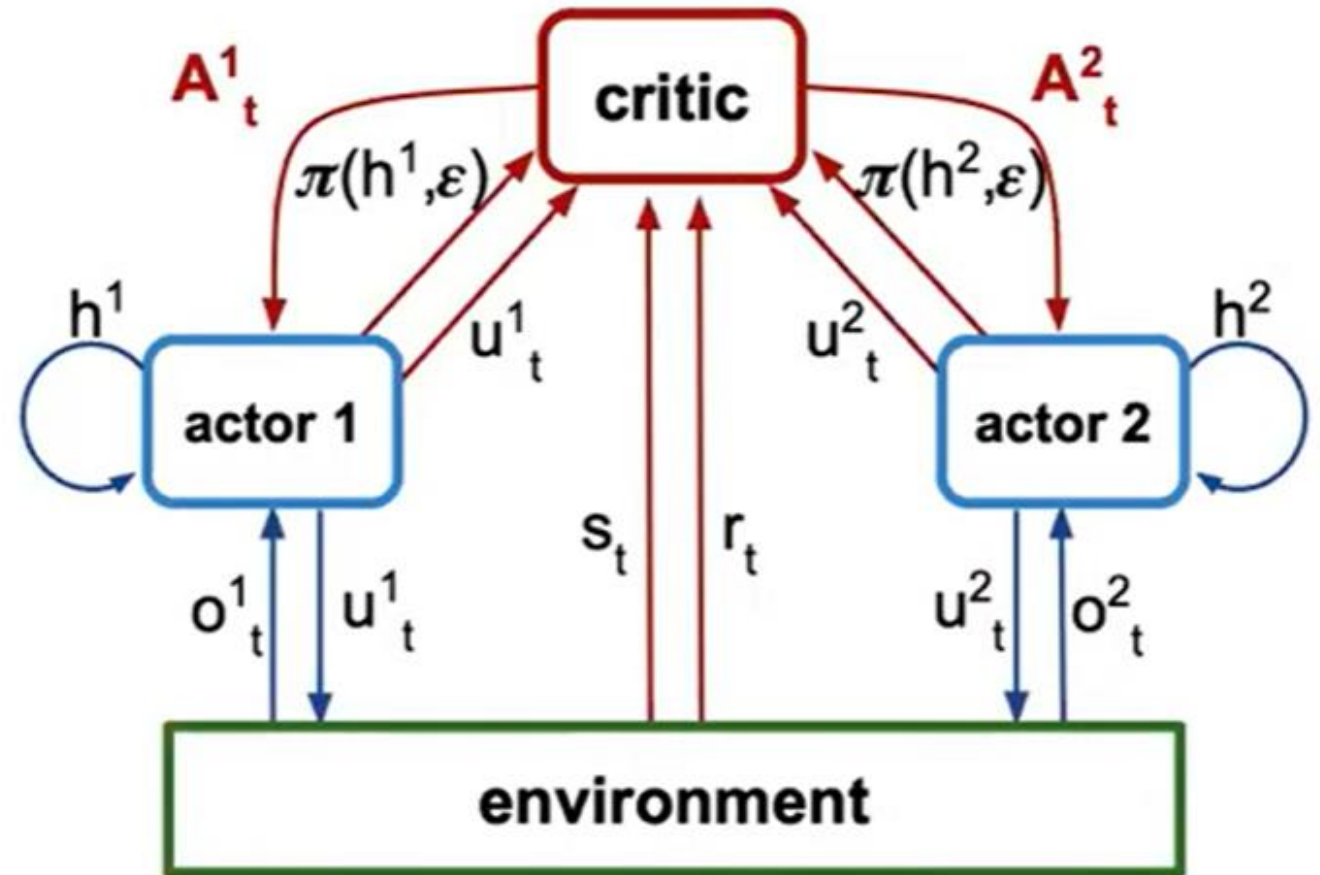 A¹ₜ
critic
A²ₜ
π(h¹,ε)
π(h²,ε)
h¹
u¹ₜ
u²ₜ
h²
actor 1
actor 2
sₜ
rₜ
o¹ₜ
u¹ₜ
u²ₜ
o²ₜ
environment